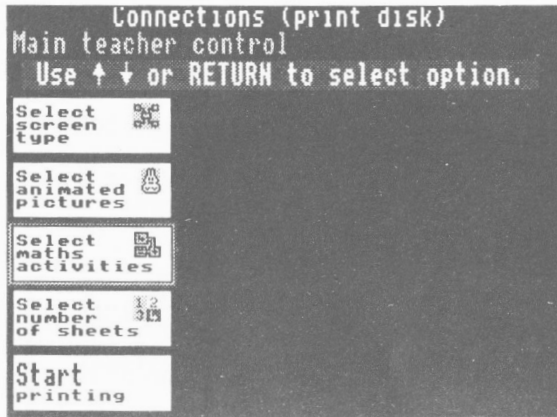 Connections (print disk)
Main teacher control
Use ↑ ↓ or RETURN to select option.
Select
screen
type
Select
animated
pictures
Select
maths
activities
Select
number
of sheets
1 2
3
Start
printing